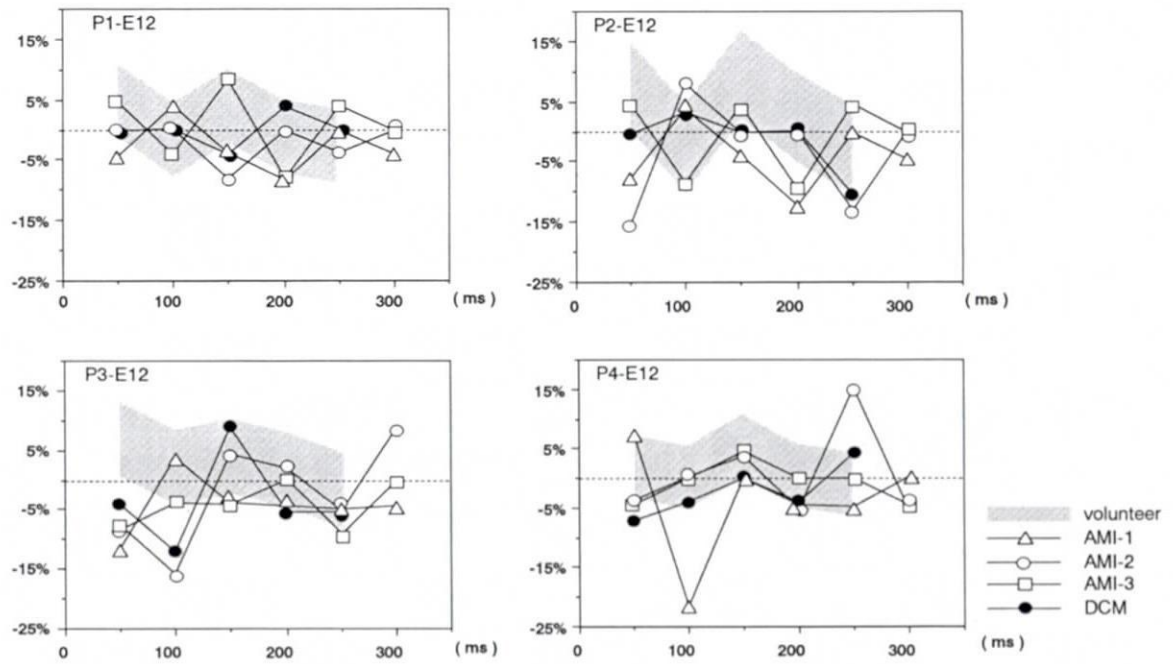 P1-E12
15%
5%
-5%
-15%
-25%
0 100 200 300 ( ms )
P2-E12
15%
5%
-5%
-15%
-25%
0 100 200 300 ( ms )
P3-E12
15%
5%
-5%
-15%
-25%
0 100 200 300 ( ms )
P4-E12
15%
5%
-5%
-15%
-25%
0 100 200 300 ( ms )
volunteer
AMI-1
AMI-2
AMI-3
DCM